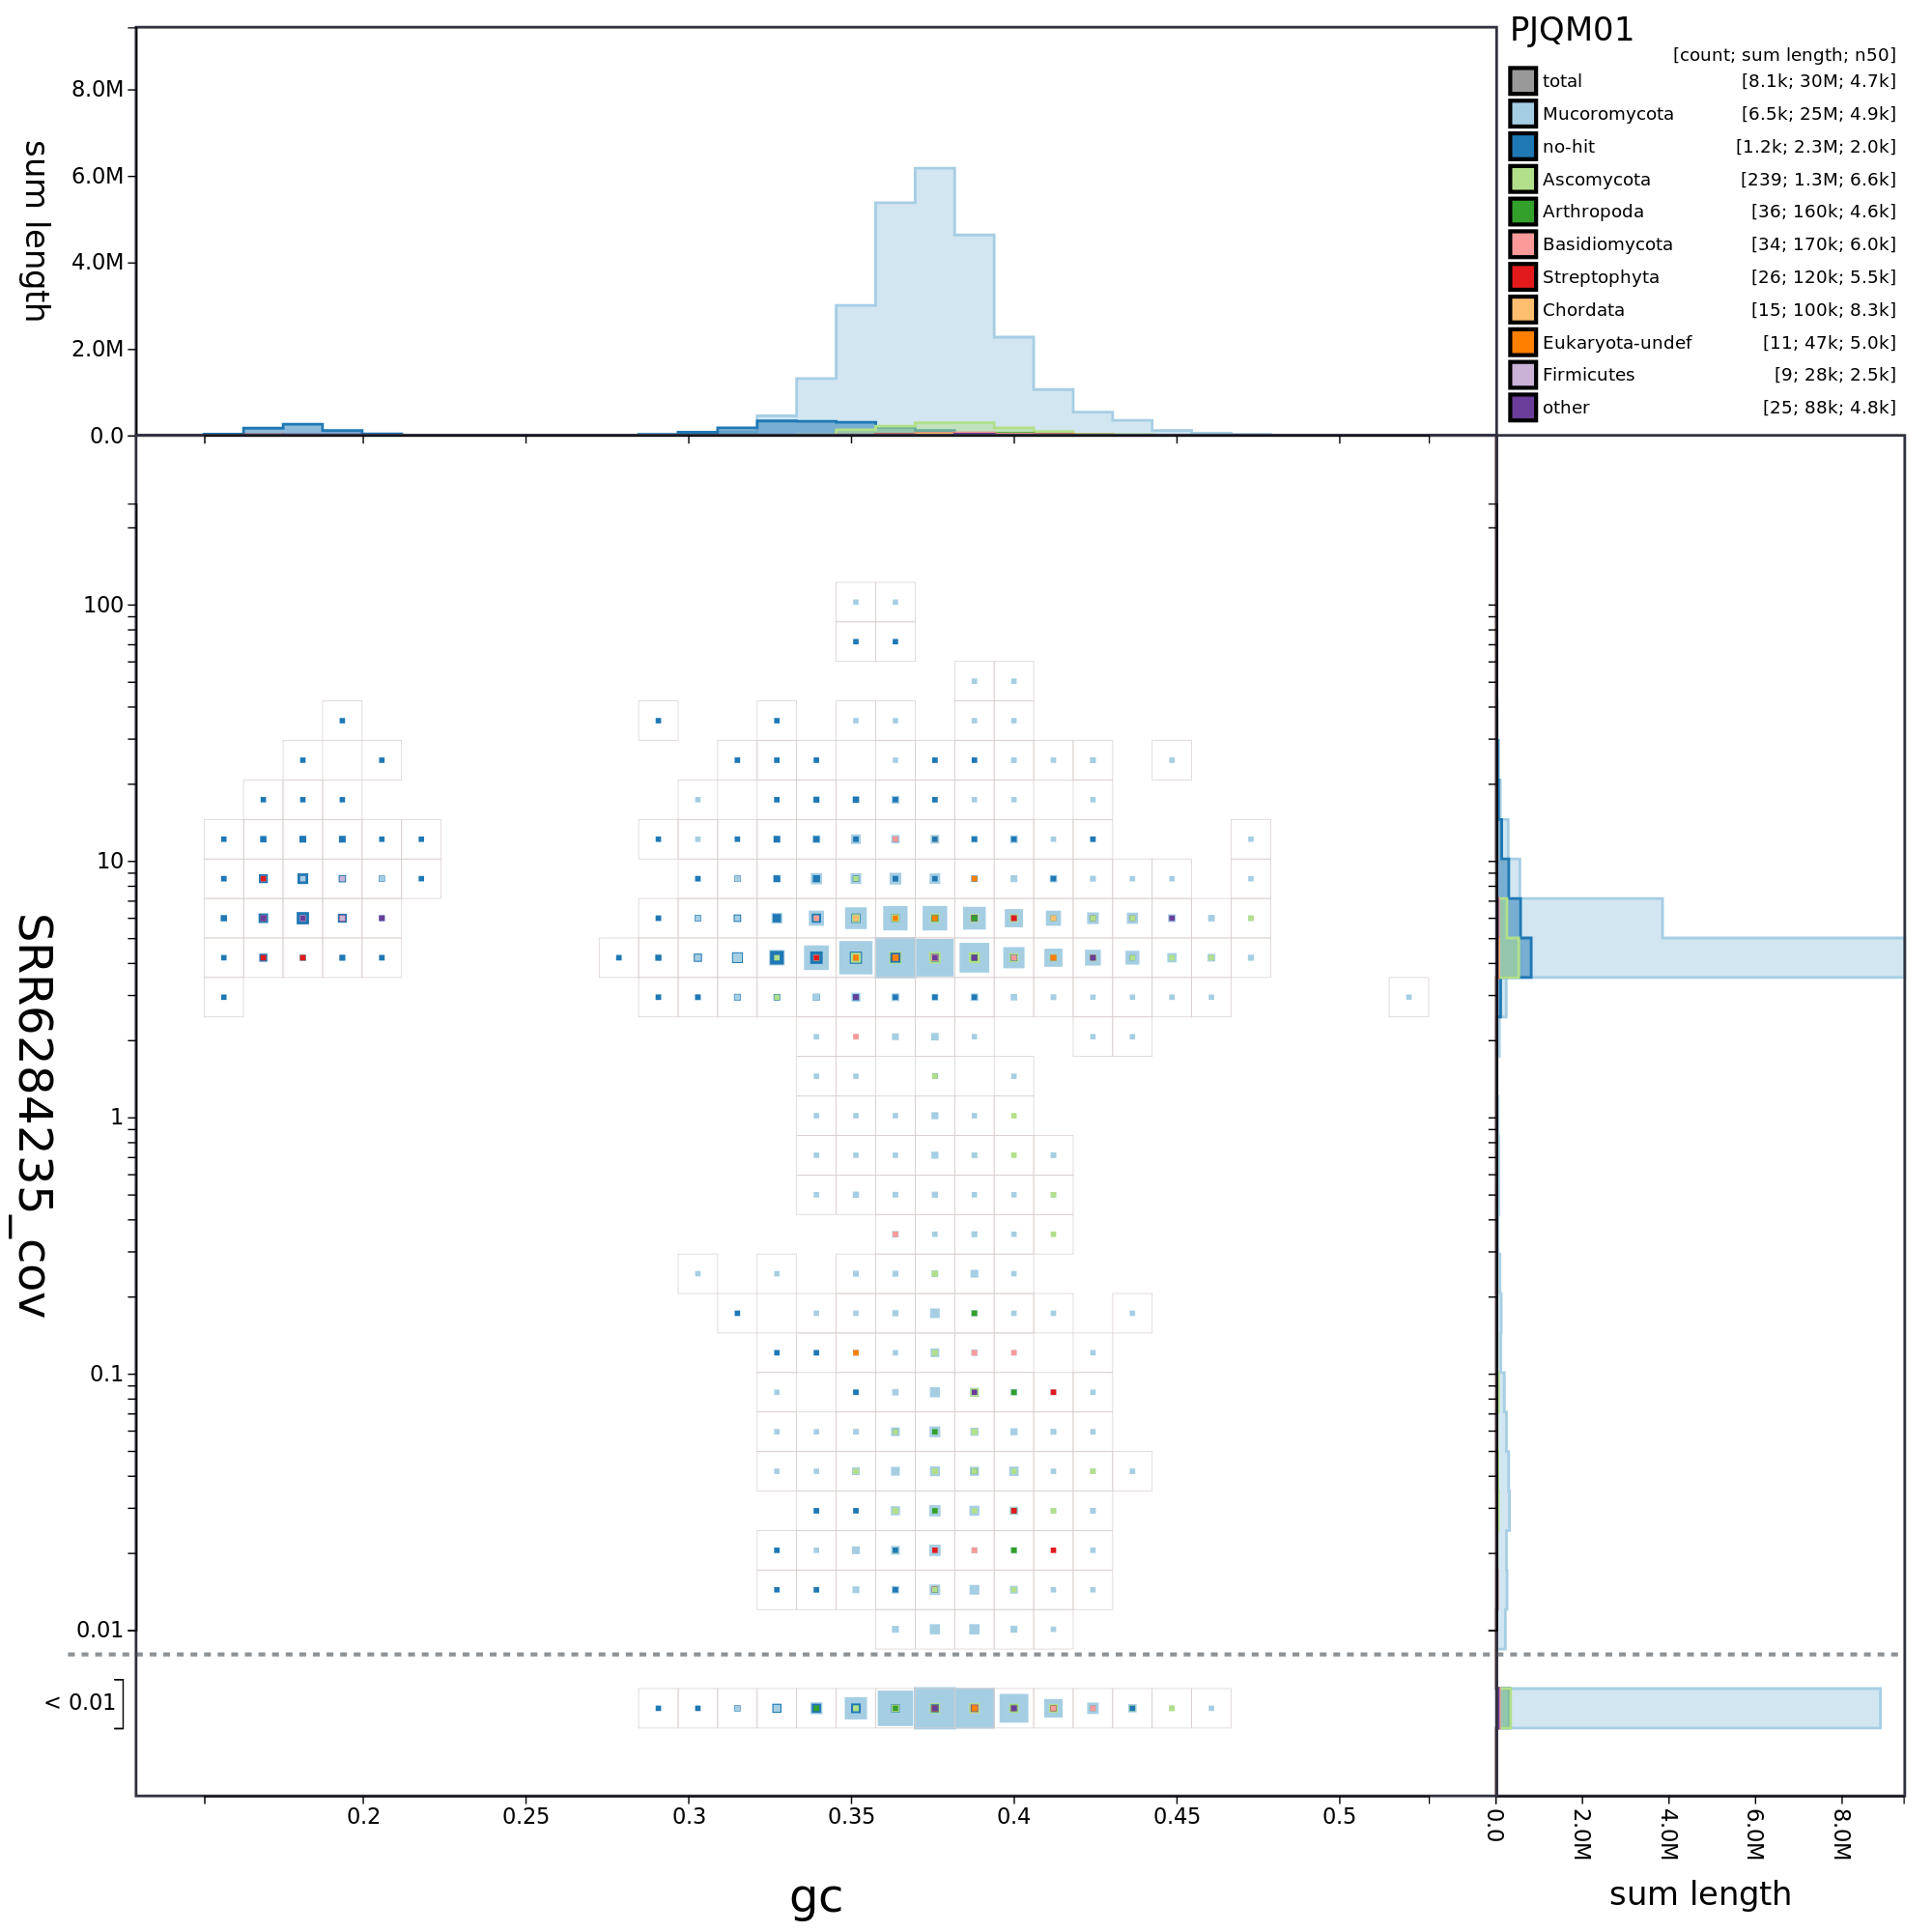 PJQM01
[count; sum length; n50]
total [8.1k; 30M; 4.7k]
Mucoromycota [6.5k; 25M; 4.9k]
no-hit [1.2k; 2.3M; 2.0k]
Ascomycota [239; 1.3M; 6.6k]
Arthropoda [36; 160k; 4.6k]
Basidiomycota [34; 170k; 6.0k]
Streptophyta [26; 120k; 5.5k]
Chordata [15; 100k; 8.3k]
Eukaryota-undef [11; 47k; 5.0k]
Firmicutes [9; 28k; 2.5k]
other [25; 88k; 4.8k]
sum length
8.0M
6.0M
4.0M
2.0M
0.0
SRR6284235_cov
100
10
1
0.1
0.01
< 0.01
0.2 0.25 0.3 0.35 0.4 0.45 0.5
gc
0.0 2.0M 4.0M 6.0M 8.0M
sum length